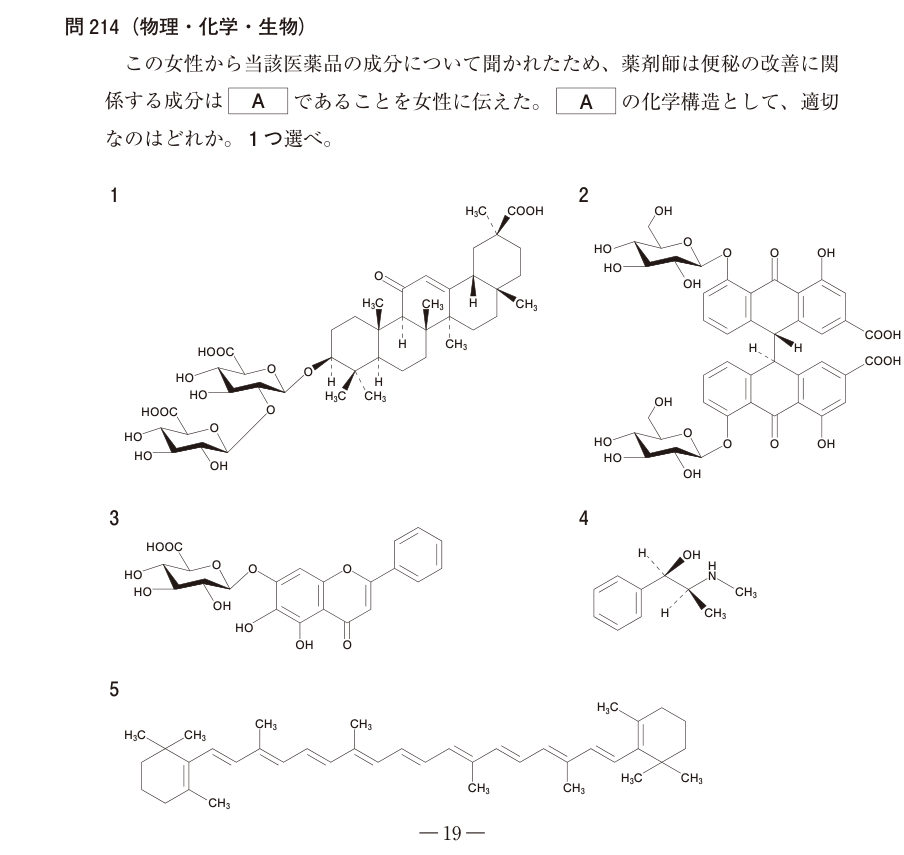 問 214（物理・化学・生物）
この女性から当該医薬品の成分について聞かれたため、薬剤師は便秘の改善に関
係する成分は A であることを女性に伝えた。 A の化学構造として、適切
なのはどれか。１つ選べ。
1
H₃C COOH
O
H₃C CH₃ H CH₃
H CH₃
HOOC O O
HO HO H H
H₃C CH₃
HOOC O O
HO HO OH
2
OH
HO O O O OH
HO OH
COOH
H H
COOH
OH
HO O O O OH
HO OH
3
HOOC O O O
HO HO OH
HO
OH O
4
H OH H
N
CH₃
H CH₃
5
H₃C CH₃ CH₃ CH₃ H₃C
CH₃ CH₃ CH₃ H₃C CH₃
— 19 —